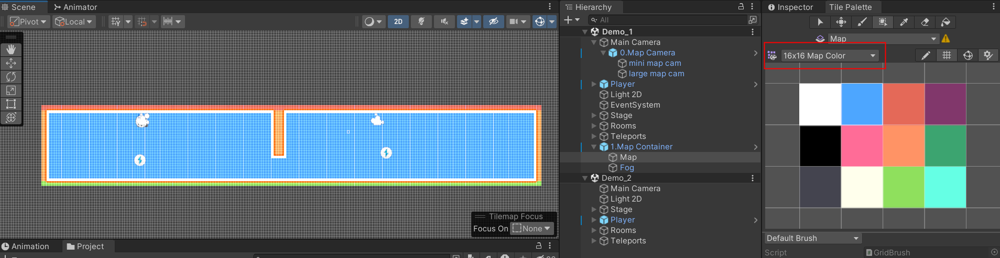 Scene
Animator
Pivot
Local
2D
Tilemap Focus
Focus On
None
Animation
Project
Hierarchy
All
Demo_1
Main Camera
0.Map Camera
mini map cam
large map cam
Player
Light 2D
EventSystem
Stage
Rooms
Teleports
1.Map Container
Map
Fog
Demo_2
Main Camera
Light 2D
Stage
Player
Rooms
Teleports
Inspector
Tile Palette
Map
16x16 Map Color
Default Brush
Script
GridBrush